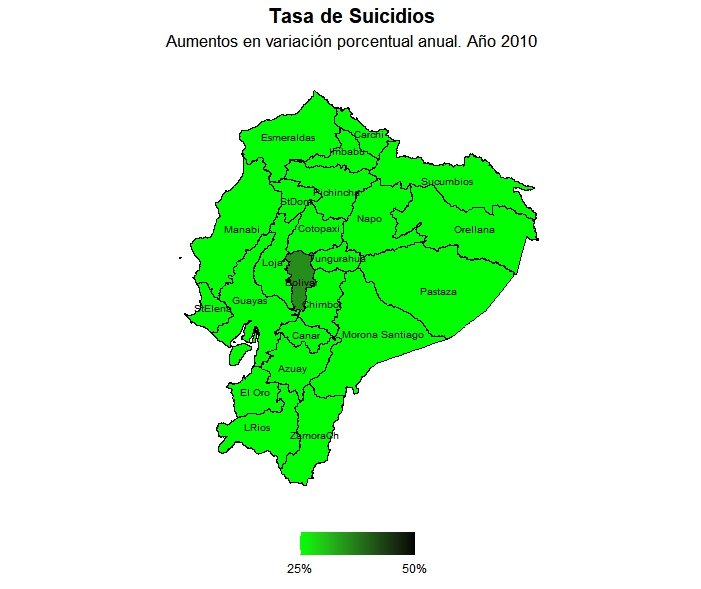 Tasa de Suicidios
Aumentos en variación porcentual anual. Año 2010
Esmeraldas
Carchi
Imbabu
Sucumbios
Pichincha
StDom
Napo
Manabi
Cotopaxi
Orellana
Loja
Tungurahua
Bolivar
Pastaza
Guayas
Chimbor
StElena
Canar
Morona Santiago
Azuay
El Oro
LRios
ZamoraCh
25%
50%